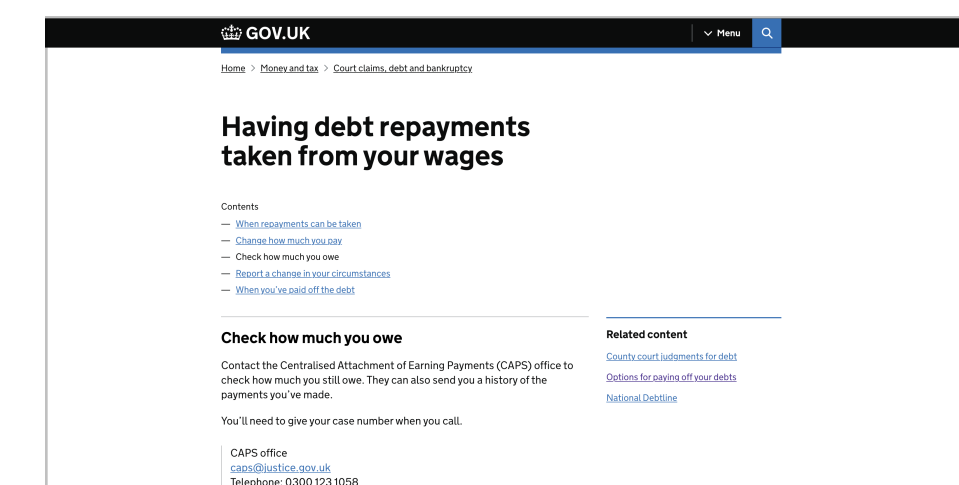 GOV.UK
Menu
Home > Money and tax > Court claims, debt and bankruptcy
Having debt repayments
taken from your wages
Contents
— When repayments can be taken
— Change how much you pay
— Check how much you owe
— Report a change in your circumstances
— When you've paid off the debt
Check how much you owe
Contact the Centralised Attachment of Earning Payments (CAPS) office to
check how much you still owe. They can also send you a history of the
payments you've made.
You'll need to give your case number when you call.
CAPS office
caps@justice.gov.uk
Telephone: 0300 123 1058
Related content
County court judgments for debt
Options for paying off your debts
National Debtline